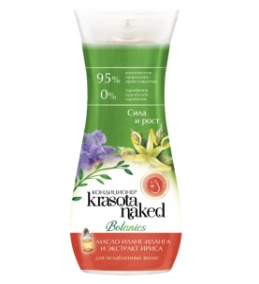 95%
0%
Сила и рост
КОНДИЦИОНЕР
krasota
naked
Botanics
МАСЛО ИЛАНГ-ИЛАНГА
И ЭКСТРАКТ ИРИСА
для ослабленных волос